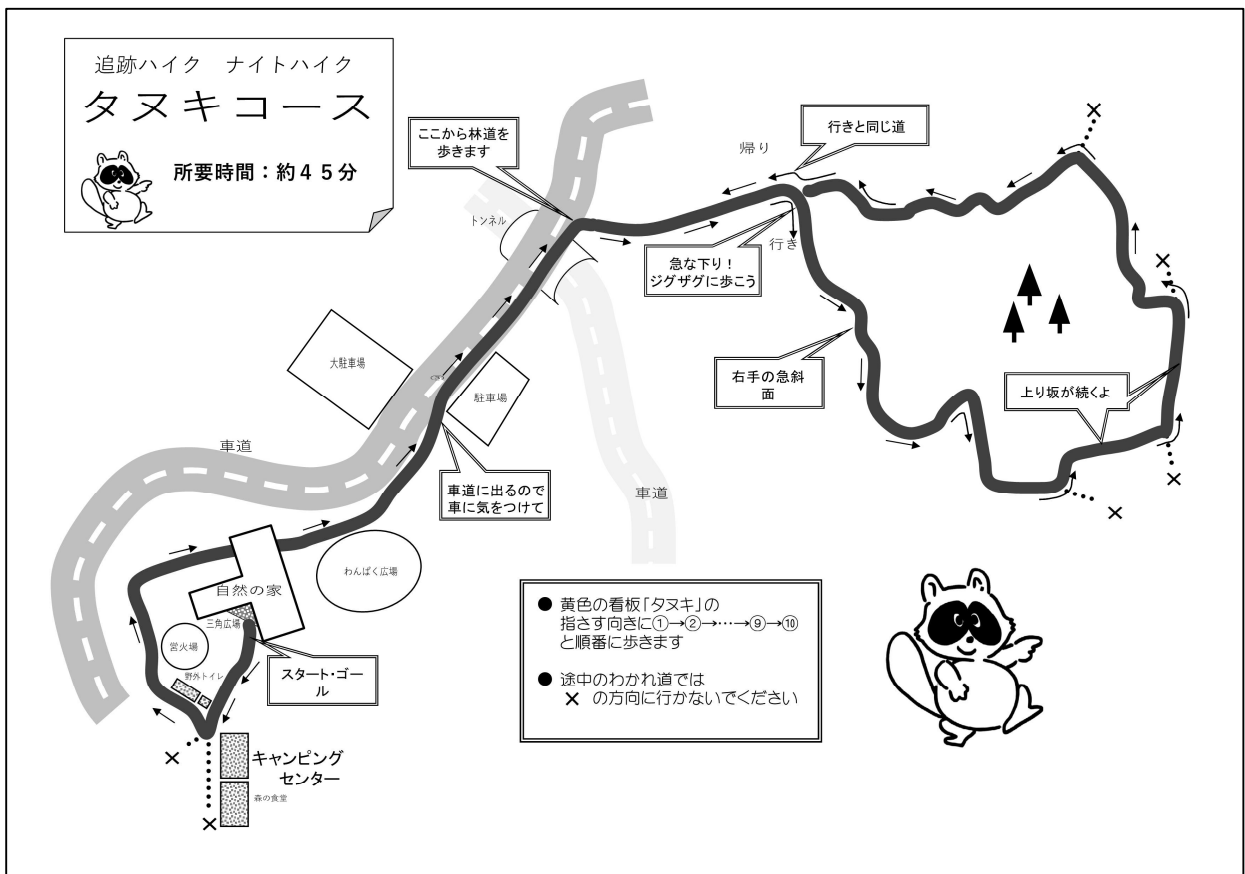 追跡ハイク ナイトハイク
タヌキコース
所要時間：約４５分
ここから林道を
歩きます
行きと同じ道
帰り
トンネル
行き
急な下り！
ジグザグに歩こう
大駐車場
駐車場
右手の急斜
面
上り坂が続くよ
車道
車道に出るので
車に気をつけて
車道
わんぱく広場
自然の家
三角広場
営火場
野外トイレ
スタート・ゴー
ル
キャンピング
センター
森の食堂
● 黄色の看板「タヌキ」の
指さす向きに①→②→…→⑨→⑩
と順番に歩きます
● 途中のわかれ道では
× の方向に行かないでください